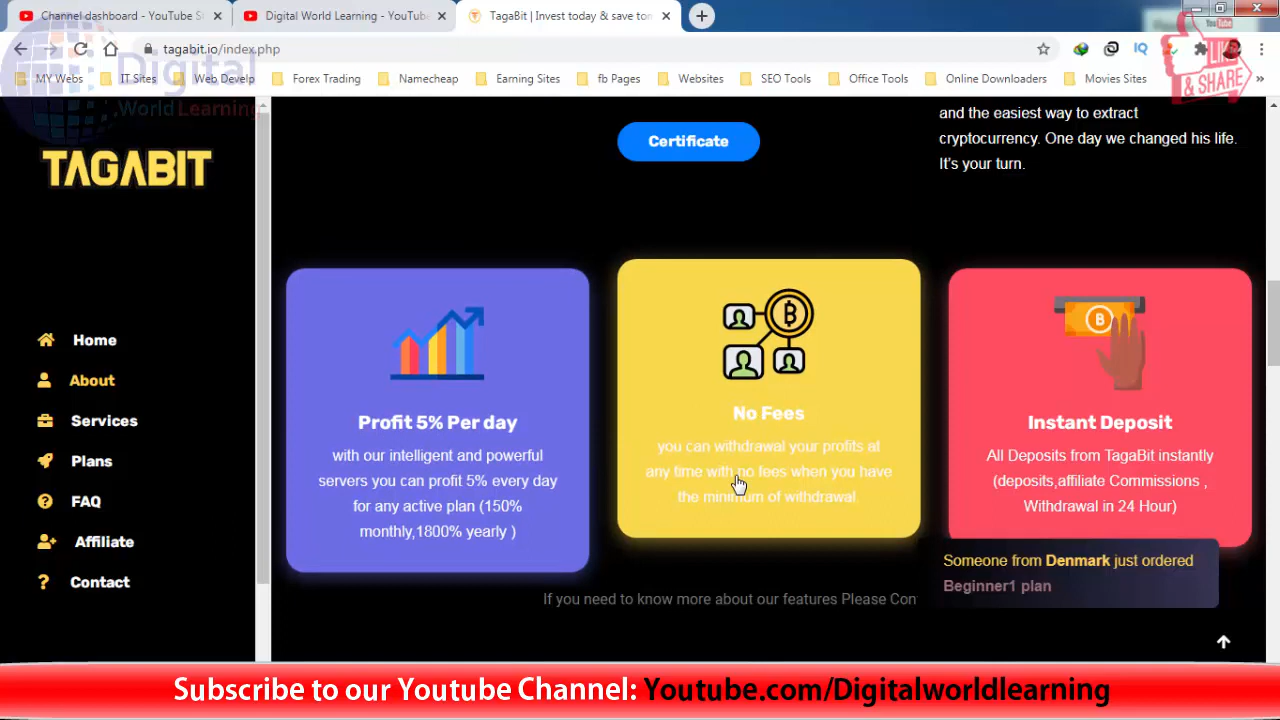 Channel dashboard - YouTube S
Digital World Learning - YouTube
TagaBit | Invest today & save tom
tagabit.io/index.php
MY Webs
IT Sites
Web Develp
Forex Trading
Namecheap
Earning Sites
fb Pages
Websites
SEO Tools
Office Tools
Online Downloaders
Movies Sites
Digital
World Learning
LIKE
& SHARE
TAGABIT
Home
About
Services
Plans
FAQ
Affiliate
Contact
Certificate
and the easiest way to extract
cryptocurrency. One day we changed his life.
It's your turn.
Profit 5% Per day
with our intelligent and powerful
servers you can profit 5% every day
for any active plan (150%
monthly,1800% yearly )
No Fees
you can withdrawal your profits at
any time with no fees when you have
the minimum of withdrawal.
Instant Deposit
All Deposits from TagaBit instantly
(deposits,affiliate Commissions ,
Withdrawal in 24 Hour)
Someone from Denmark just ordered
Beginner1 plan
If you need to know more about our features Please Con
Subscribe to our Youtube Channel: Youtube.com/Digitalworldlearning